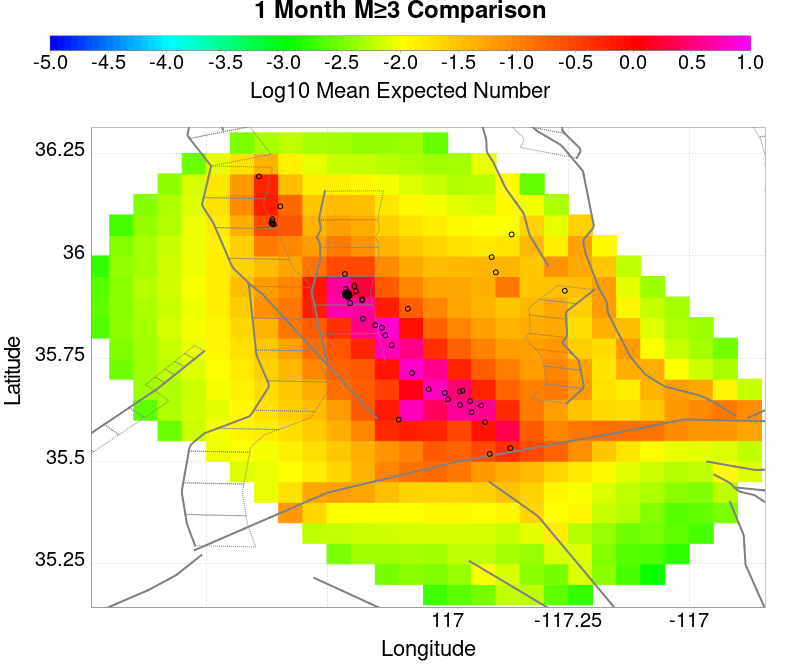 1 Month M≥3 Comparison
-5.0 -4.5 -4.0 -3.5 -3.0 -2.5 -2.0 -1.5 -1.0 -0.5 0.0 0.5 1.0
Log10 Mean Expected Number
36.25
36
35.75
35.5
35.25
Latitude
117 -117.25 -117
Longitude